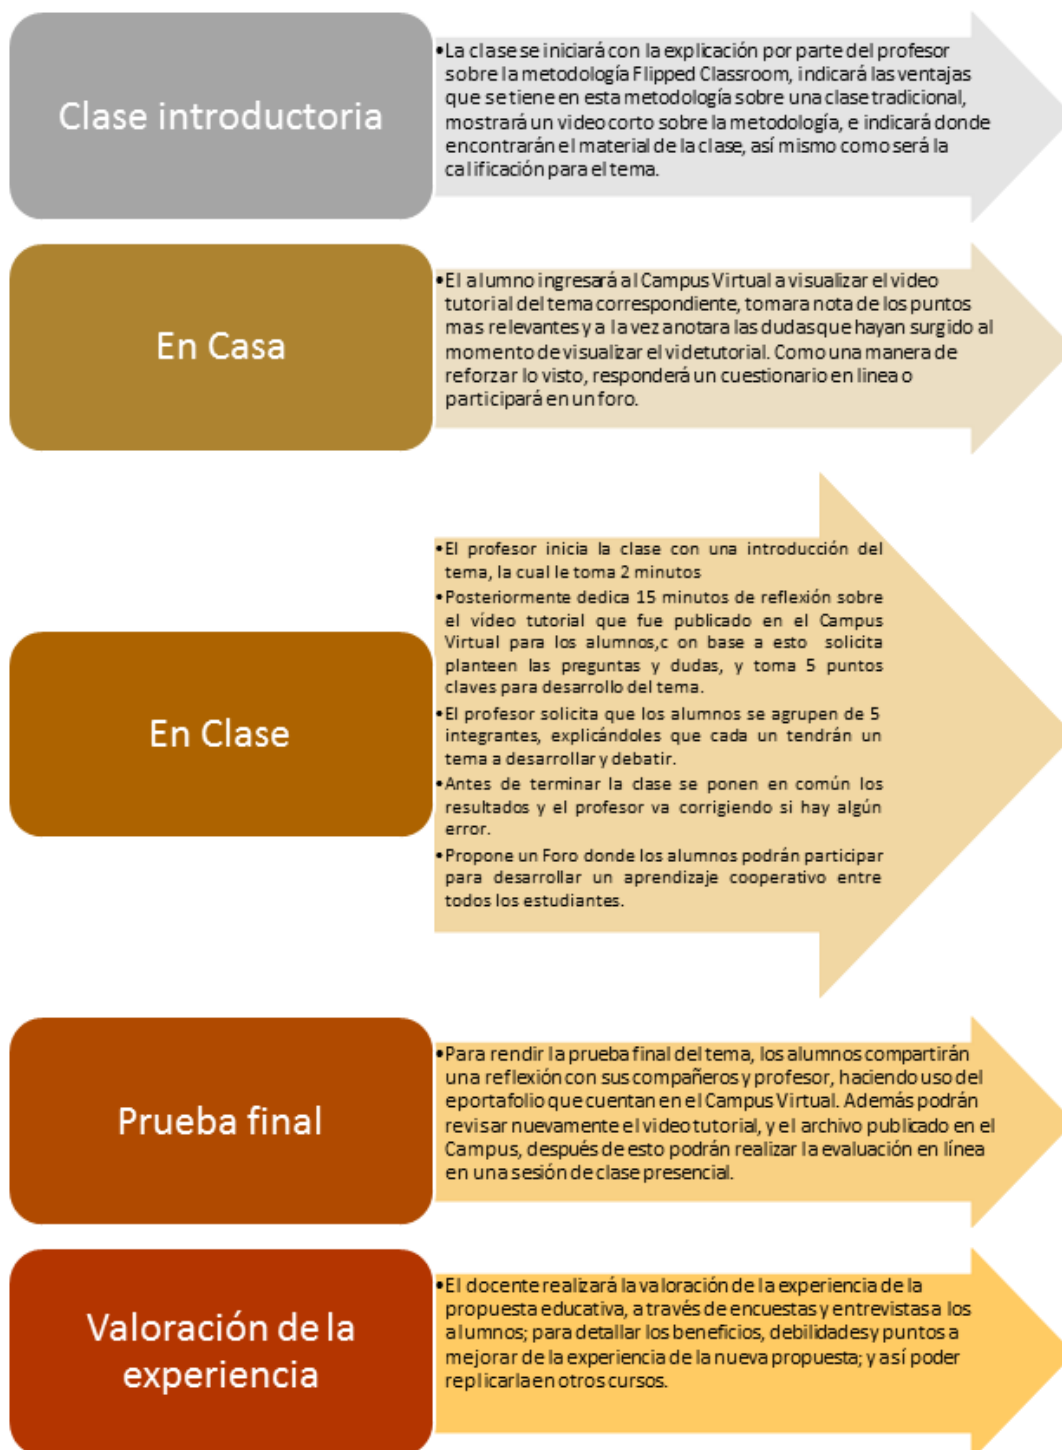 Clase introductoria
•La clase se iniciará con la explicación por parte del profesor
sobre la metodología Flipped Classroom, indicará las ventajas
que se tiene en esta metodología sobre una clase tradicional,
mostrará un video corto sobre la metodología, e indicará donde
encontrarán el material de la clase, así mismo como será la
calificación para el tema.
En Casa
•El alumno ingresará al Campus Virtual a visualizar el video
tutorial del tema correspondiente, tomara nota de los puntos
mas relevantes y a la vez anotara las dudas que hayan surgido al
momento de visualizar el videtutorial. Como una manera de
reforzar lo visto, responderá un cuestionario en linea o
participará en un foro.
En Clase
•El profesor inicia la clase con una introducción del
tema, la cual le toma 2 minutos
•Posteriormente dedica 15 minutos de reflexión sobre
el vídeo tutorial que fue publicado en el Campus
Virtual para los alumnos,c on base a esto solicita
planteen las preguntas y dudas, y toma 5 puntos
claves para desarrollo del tema.
•El profesor solicita que los alumnos se agrupen de 5
integrantes, explicándoles que cada un tendrán un
tema a desarrollar y debatir.
•Antes de terminar la clase se ponen en común los
resultados y el profesor va corrigiendo si hay algún
error.
•Propone un Foro donde los alumnos podrán participar
para desarrollar un aprendizaje cooperativo entre
todos los estudiantes.
Prueba final
•Para rendir la prueba final del tema, los alumnos compartirán
una reflexión con sus compañeros y profesor, haciendo uso del
eportafolio que cuentan en el Campus Virtual. Además podrán
revisar nuevamente el video tutorial, y el archivo publicado en el
Campus, después de esto podrán realizar la evaluación en línea
en una sesión de clase presencial.
Valoración de la
experiencia
•El docente realizará la valoración de la experiencia de la
propuesta educativa, a través de encuestas y entrevistas a los
alumnos; para detallar los beneficios, debilidades y puntos a
mejorar de la experiencia de la nueva propuesta; y así poder
replicarla en otros cursos.